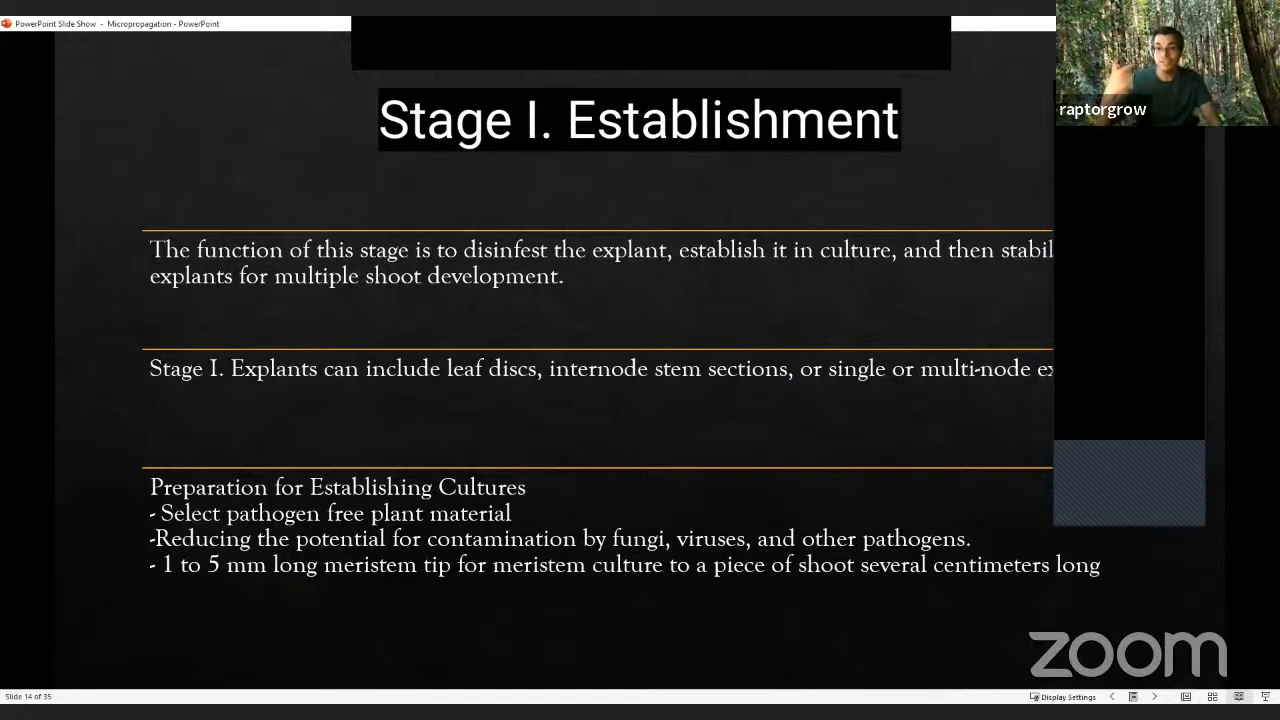 PowerPoint Slide Show - Micropropagation - PowerPoint
raptorgrow
Stage I. Establishment
The function of this stage is to disinfest the explant, establish it in culture, and then
explants for multiple shoot development.
Stage I. Explants can include leaf discs, internode stem sections, or single or multi-node
Preparation for Establishing Cultures
- Select pathogen free plant material
-Reducing the potential for contamination by fungi, viruses, and other pathogens.
- 1 to 5 mm long meristem tip for meristem culture to a piece of shoot several centimeters long
zoom
Slide 14 of 35
Display Settings